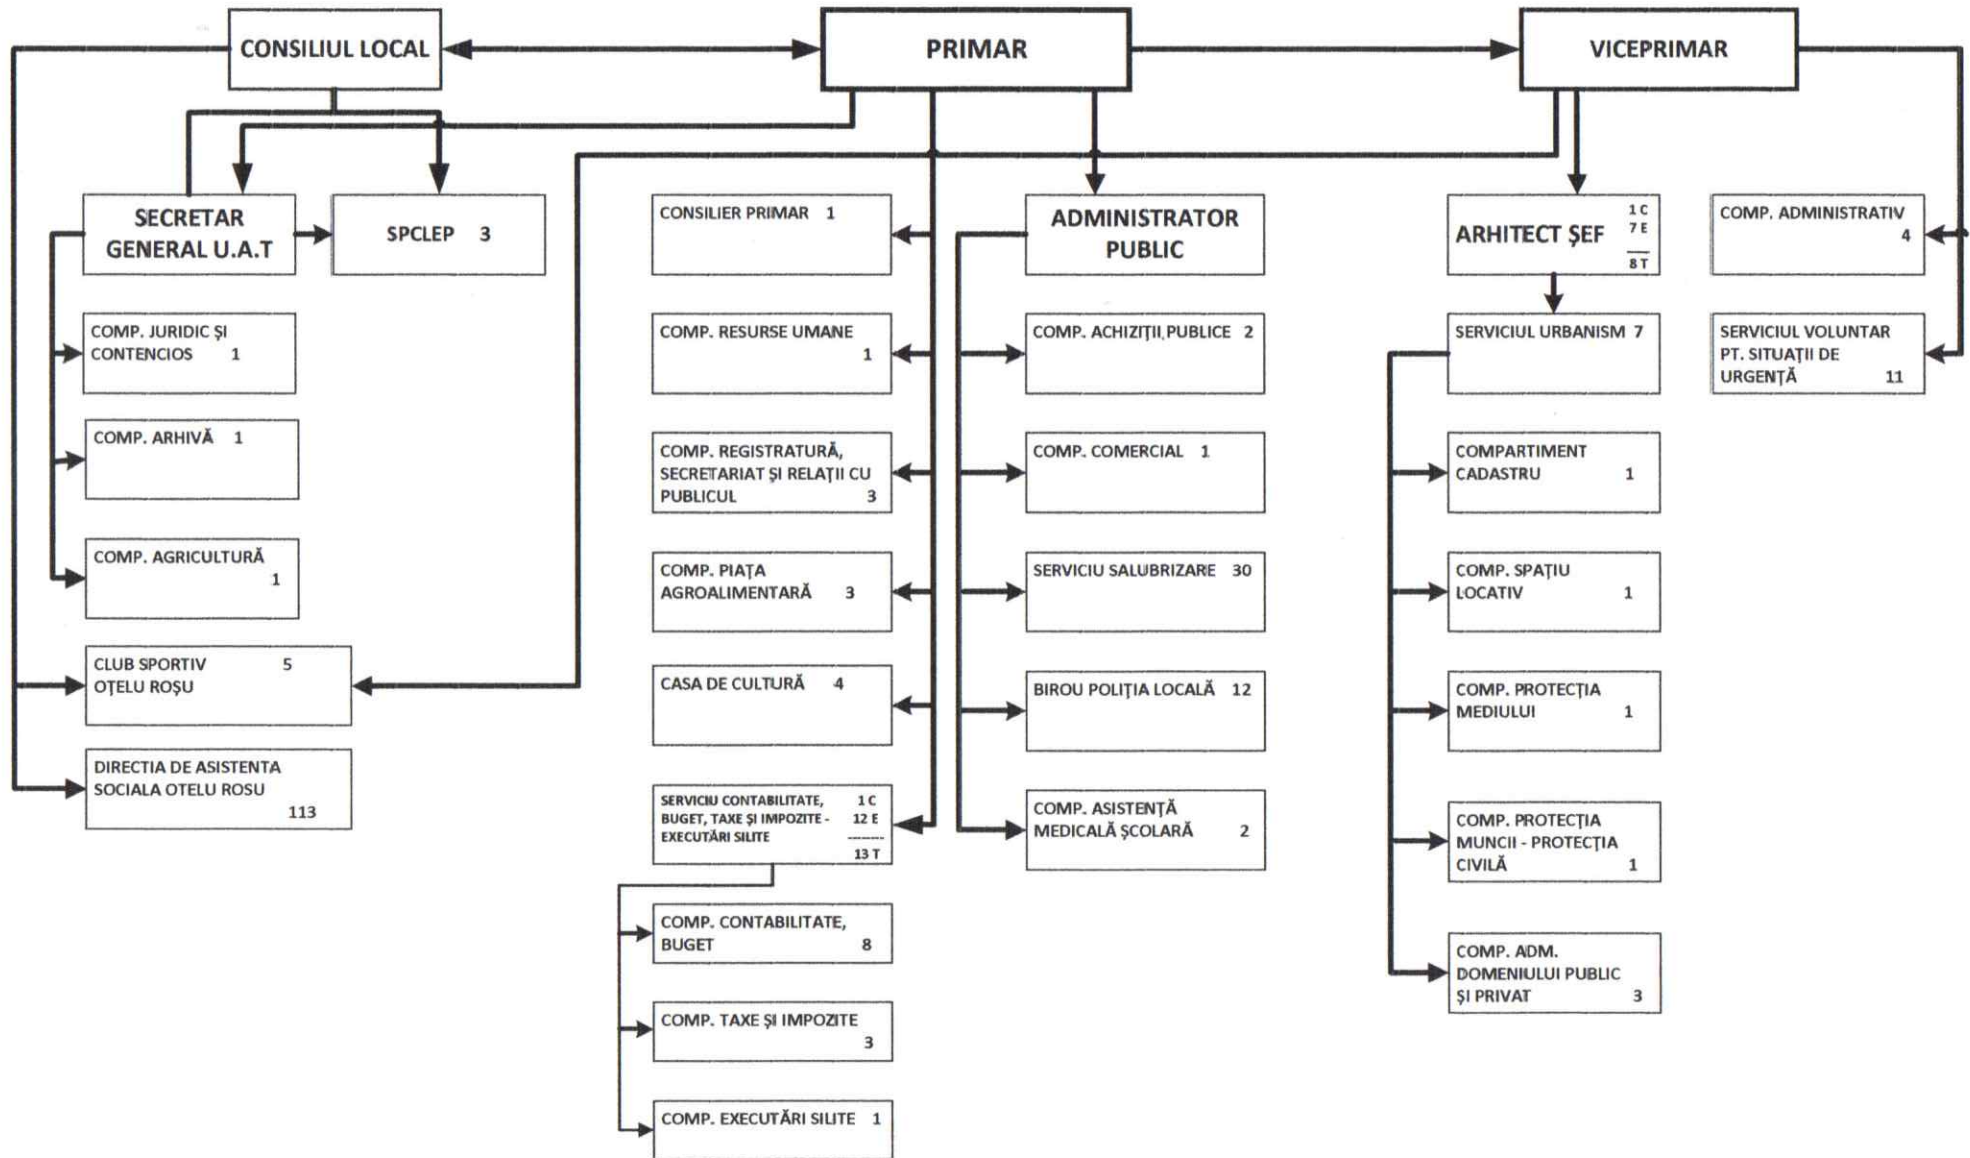 CONSILIUL LOCAL
PRIMAR
VICEPRIMAR
SECRETAR
GENERAL U.A.T
SPCLEP 3
CONSILIER PRIMAR 1
ADMINISTRATOR
PUBLIC
ARHITECT ŞEF
1 C
7 E
8 T
COMP. ADMINISTRATIV
4
COMP. JURIDIC ŞI
CONTENCIOS 1
COMP. RESURSE UMANE
1
COMP. ACHIZIŢII PUBLICE 2
SERVICIUL URBANISM 7
SERVICIUL VOLUNTAR
PT. SITUAŢII DE
URGENŢĂ 11
COMP. ARHIVĂ 1
COMP. REGISTRATURĂ,
SECRETARIAT ŞI RELAŢII CU
PUBLICUL 3
COMP. COMERCIAL 1
COMPARTIMENT
CADASTRU 1
COMP. AGRICULTURĂ
1
COMP. PIAŢA
AGROALIMENTARĂ 3
SERVICIU SALUBRIZARE 30
COMP. SPAŢIU
LOCATIV 1
CLUB SPORTIV 5
OŢELU ROŞU
CASA DE CULTURĂ 4
BIROU POLIŢIA LOCALĂ 12
COMP. PROTECŢIA
MEDIULUI 1
DIRECTIA DE ASISTENTA
SOCIALA OTELU ROSU
113
SERVICIU CONTABILITATE, 1 C
BUGET, TAXE ŞI IMPOZITE - 12 E
EXECUTĂRI SILITE --------
13 T
COMP. ASISTENŢĂ
MEDICALĂ ŞCOLARĂ 2
COMP. PROTECŢIA
MUNCII - PROTECŢIA
CIVILĂ 1
COMP. CONTABILITATE,
BUGET 8
COMP. ADM.
DOMENIULUI PUBLIC
ŞI PRIVAT 3
COMP. TAXE ŞI IMPOZITE
3
COMP. EXECUTĂRI SILITE 1